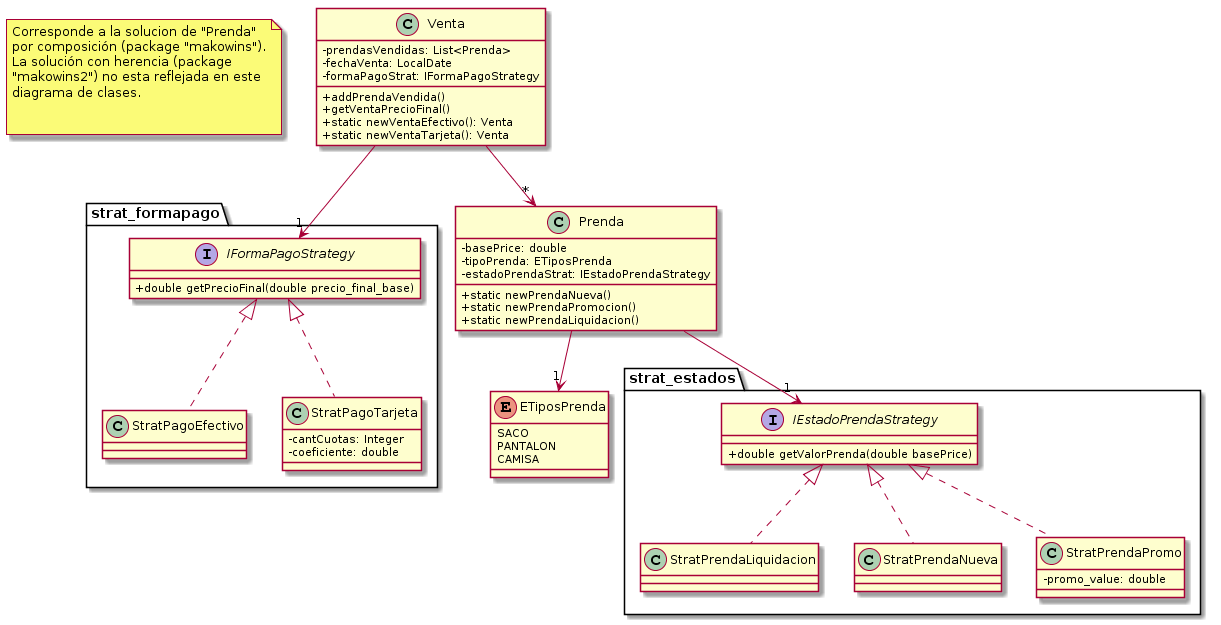 Corresponde a la solucion de "Prenda"
por composición (package "makowins").
La solución con herencia (package
"makowins2") no esta reflejada en este
diagrama de clases.
C Venta
-prendasVendidas: List<Prenda>
-fechaVenta: LocalDate
-formaPagoStrat: IFormaPagoStrategy
+addPrendaVendida()
+getVentaPrecioFinal()
+static newVentaEfectivo(): Venta
+static newVentaTarjeta(): Venta
1
*
strat_formapago
I IFormaPagoStrategy
+double getPrecioFinal(double precio_final_base)
C StratPagoEfectivo
C StratPagoTarjeta
-cantCuotas: Integer
-coeficiente: double
C Prenda
-basePrice: double
-tipoPrenda: ETiposPrenda
-estadoPrendaStrat: IEstadoPrendaStrategy
+static newPrendaNueva()
+static newPrendaPromocion()
+static newPrendaLiquidacion()
1
1
E ETiposPrenda
SACO
PANTALON
CAMISA
strat_estados
I IEstadoPrendaStrategy
+double getValorPrenda(double basePrice)
C StratPrendaLiquidacion
C StratPrendaNueva
C StratPrendaPromo
-promo_value: double